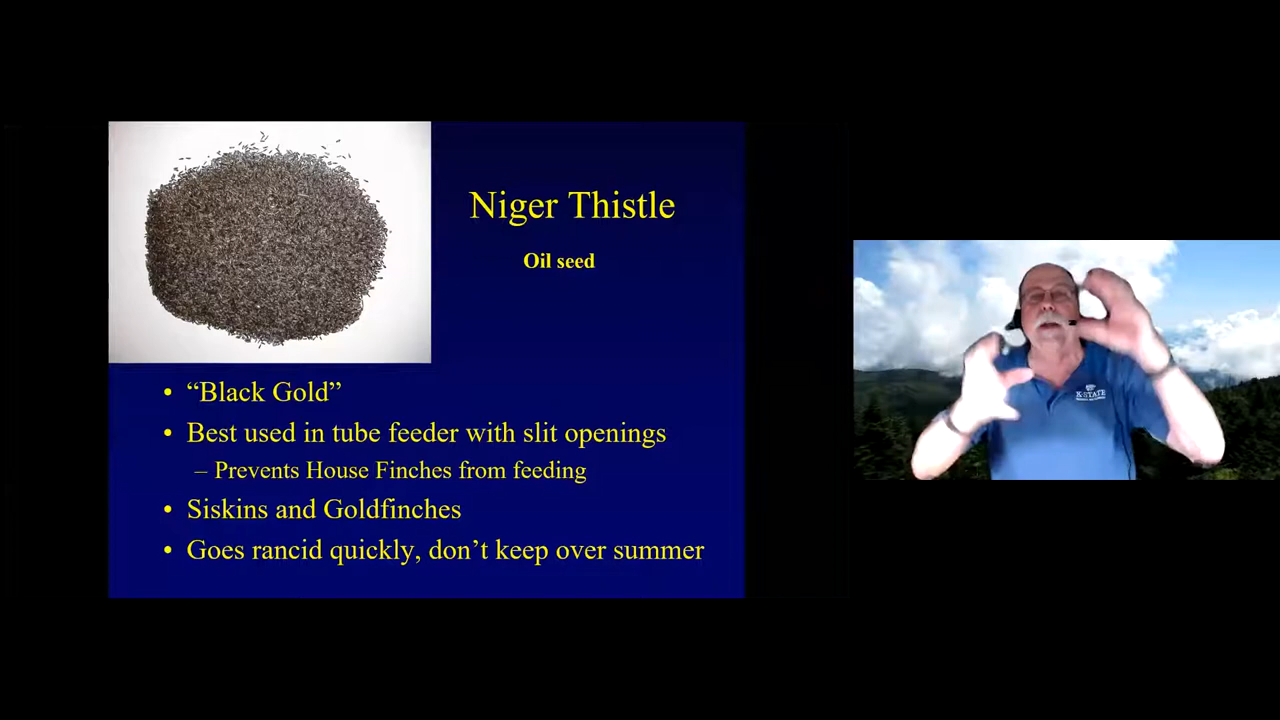 Niger Thistle
Oil seed
• “Black Gold”
• Best used in tube feeder with slit openings
– Prevents House Finches from feeding
• Siskins and Goldfinches
• Goes rancid quickly, don’t keep over summer
K-STATE